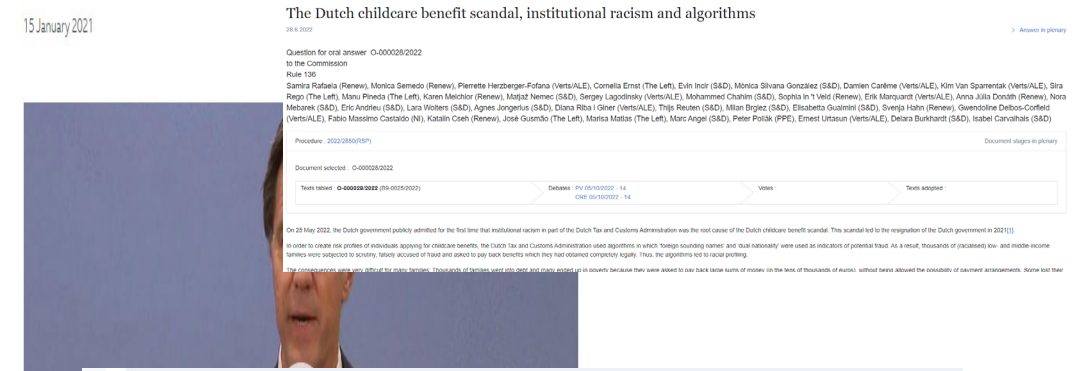 15 January 2021
The Dutch childcare benefit scandal, institutional racism and algorithms
28.6.2022
Answer in plenary
Question for oral answer O-000028/2022
to the Commission
Rule 136
Samira Rafaela (Renew), Monica Semedo (Renew), Pierrette Herzberger-Fofana (Verts/ALE), Cornelia Ernst (The Left), Evin Incir (S&D), Mónica Silvana González (S&D), Damien Carême (Verts/ALE), Kim Van Sparrentak (Verts/ALE), Sira
Rego (The Left), Manu Pineda (The Left), Karen Melchior (Renew), Matjaž Nemec (S&D), Sergey Lagodinsky (Verts/ALE), Mohammed Chahim (S&D), Sophia in 't Veld (Renew), Erik Marquardt (Verts/ALE), Anna Júlia Donáth (Renew), Nora
Mebarek (S&D), Eric Andrieu (S&D), Lara Wolters (S&D), Agnes Jongerius (S&D), Diana Riba i Giner (Verts/ALE), Thijs Reuten (S&D), Milan Brglez (S&D), Elisabetta Gualmini (S&D), Svenja Hahn (Renew), Gwendoline Delbos-Corfield
(Verts/ALE), Fabio Massimo Castaldo (NI), Katalin Cseh (Renew), José Gusmão (The Left), Marisa Matias (The Left), Marc Angel (S&D), Peter Pollák (PPE), Ernest Urtasun (Verts/ALE), Delara Burkhardt (S&D), Isabel Carvalhais (S&D)
Procedure : 2022/2850(RSP)
Document stages in plenary
Document selected : O-000028/2022
Texts tabled : O-000028/2022 (B9-0025/2022)
Debates : PV 05/10/2022 - 14
CRE 05/10/2022 - 14
Votes :
Texts adopted :
On 25 May 2022, the Dutch government publicly admitted for the first time that institutional racism in part of the Dutch Tax and Customs Administration was the root cause of the Dutch childcare benefit scandal. This scandal led to the resignation of the Dutch government in 2021[1].
In order to create risk profiles of individuals applying for childcare benefits, the Dutch Tax and Customs Administration used algorithms in which 'foreign sounding names' and 'dual nationality' were used as indicators of potential fraud. As a result, thousands of (racialised) low- and middle-income
families were subjected to scrutiny, falsely accused of fraud and asked to pay back benefits which they had obtained completely legally. Thus, the algorithms led to racial profiling.
The consequences were very difficult for many families. Thousands of families went into debt and many ended up in poverty because they were asked to pay back large sums of money (in the tens of thousands of euros), without being allowed the possibility of payment arrangements. Some lost their